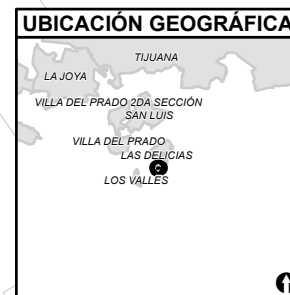 UBICACIÓN GEOGRÁFICA
TIJUANA
LA JOYA
VILLA DEL PRADO 2DA SECCIÓN
SAN LUIS
VILLA DEL PRADO
LAS DELICIAS
C
LOS VALLES